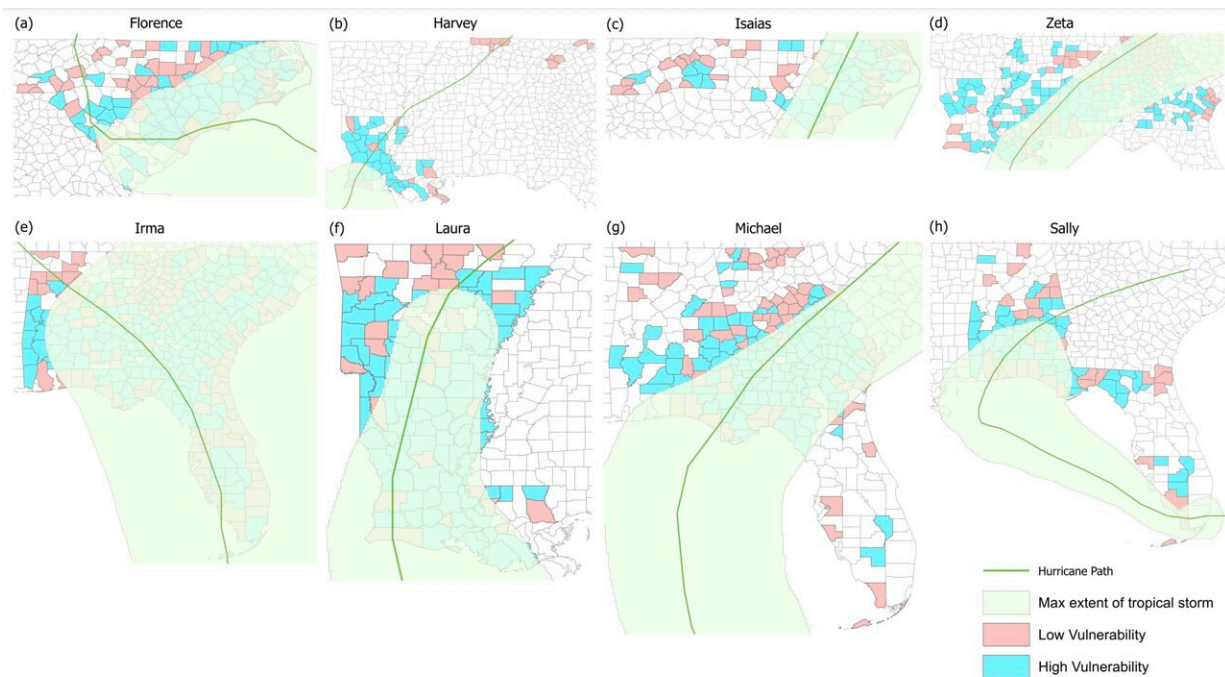 (a) Florence
(b) Harvey
(c) Isaias
(d) Zeta
(e) Irma
(f) Laura
(g) Michael
(h) Sally
Hurricane Path
Max extent of tropical storm
Low Vulnerability
High Vulnerability